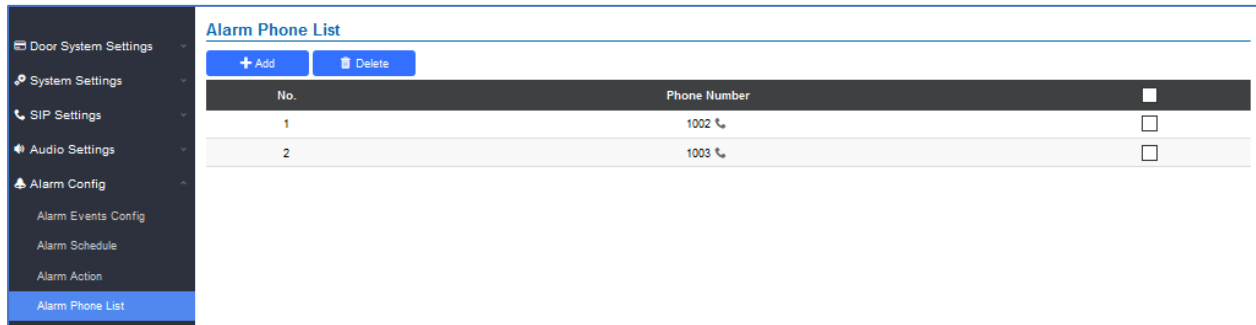 Door System Settings
System Settings
SIP Settings
Audio Settings
Alarm Config
Alarm Events Config
Alarm Schedule
Alarm Action
Alarm Phone List
Alarm Phone List
Add Delete
No. Phone Number
1 1002
2 1003